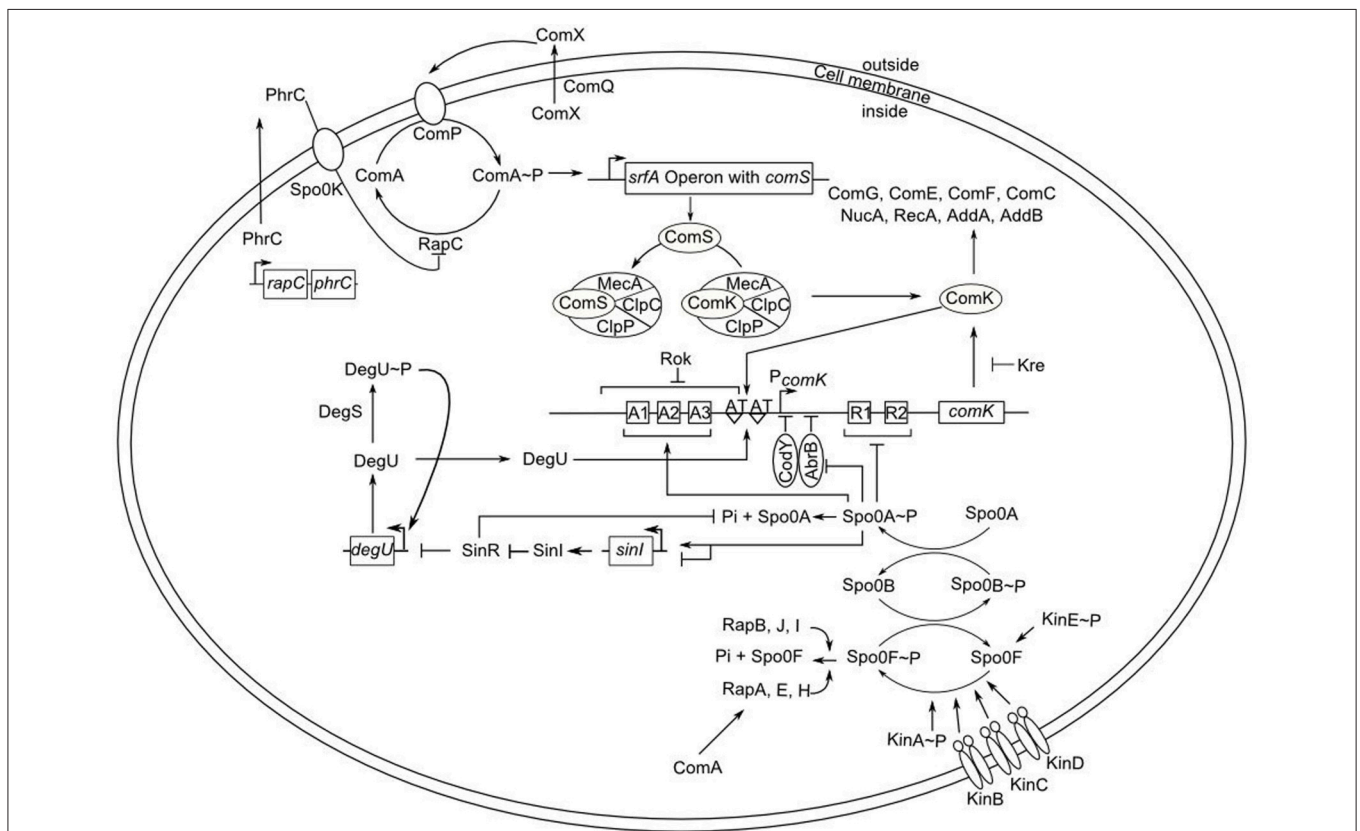 ComX
outside
Cell membrane
inside
ComQ
ComX
PhrC
ComP
ComA
ComA~P
srfA Operon with comS
Spo0K
ComG, ComE, ComF, ComC
NucA, RecA, AddA, AddB
PhrC
RapC
ComS
rapC phrC
MecA
ComS
ClpC
ClpP
MecA
ComK
ClpC
ClpP
ComK
Rok
Kre
DegU~P
PcomK
DegS
A1 A2 A3 AT AT R1 R2 comK
DegU
DegU
CodY
AbrB
Pi + Spo0A
Spo0A~P
Spo0A
degU
SinR
SinI
sinI
Spo0B
Spo0B~P
RapB, J, I
KinE~P
Pi + Spo0F
Spo0F~P
Spo0F
RapA, E, H
KinA~P
ComA
KinD
KinC
KinB